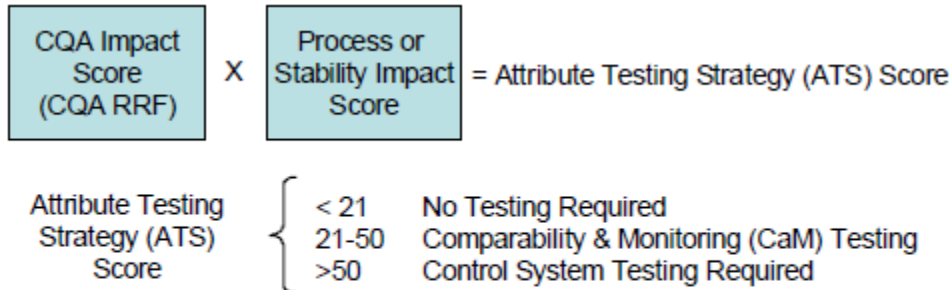 CQA Impact
Score
(CQA RRF)
X
Process or
Stability Impact
Score
= Attribute Testing Strategy (ATS) Score
Attribute Testing
Strategy (ATS)
Score
< 21 No Testing Required
21-50 Comparability & Monitoring (CaM) Testing
>50 Control System Testing Required